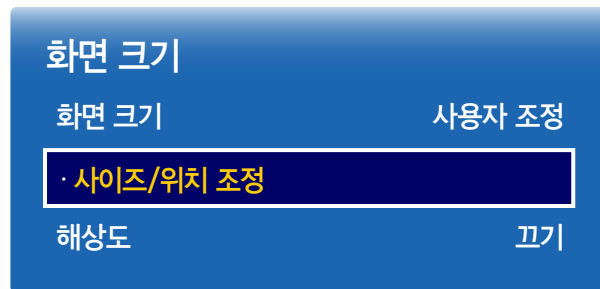 화면 크기
화면 크기 사용자 조정
· 사이즈/위치 조정
해상도 끄기